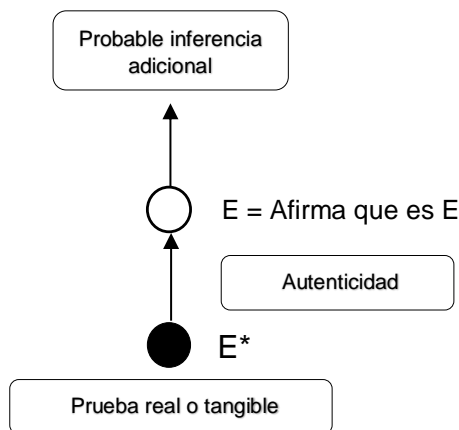 Probable inferencia
adicional
E = Afirma que es E
Autenticidad
E*
Prueba real o tangible